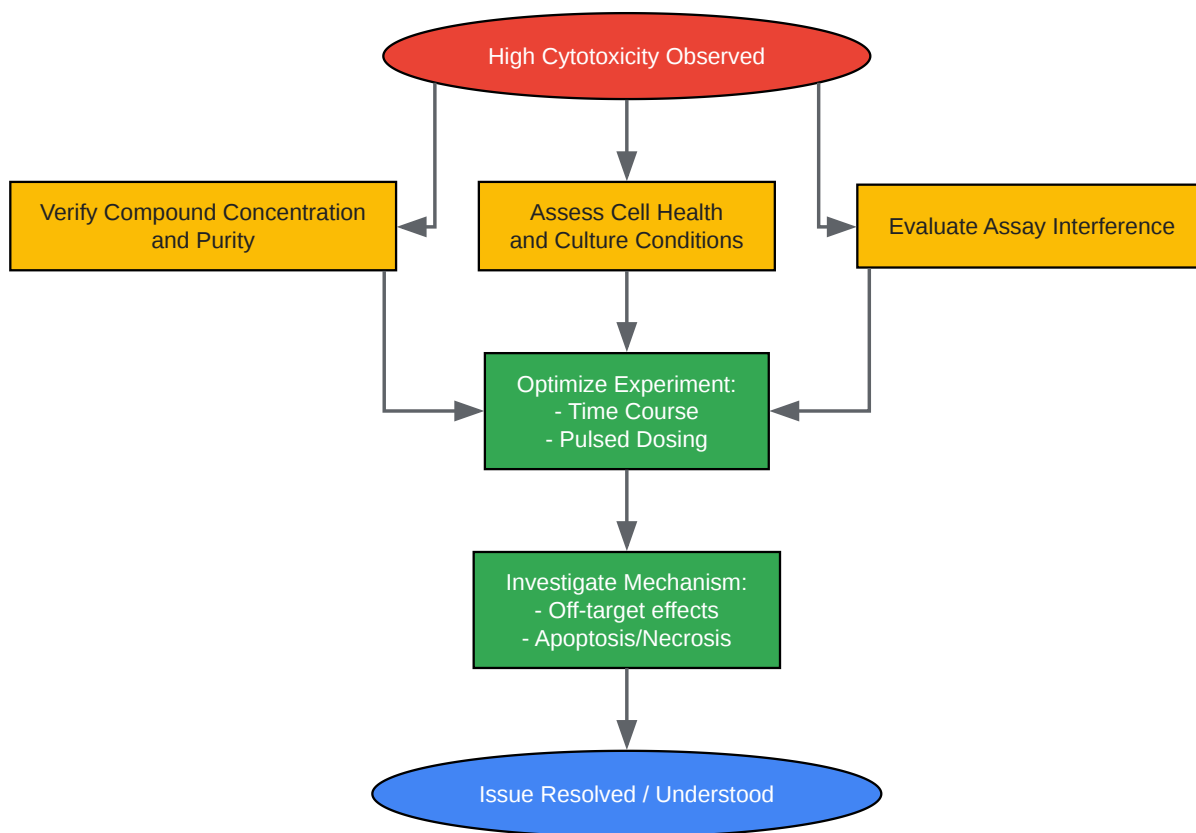 High Cytotoxicity Observed
Verify Compound Concentration
and Purity
Assess Cell Health
and Culture Conditions
Evaluate Assay Interference
Optimize Experiment:
- Time Course
- Pulsed Dosing
Investigate Mechanism:
- Off-target effects
- Apoptosis/Necrosis
Issue Resolved / Understood